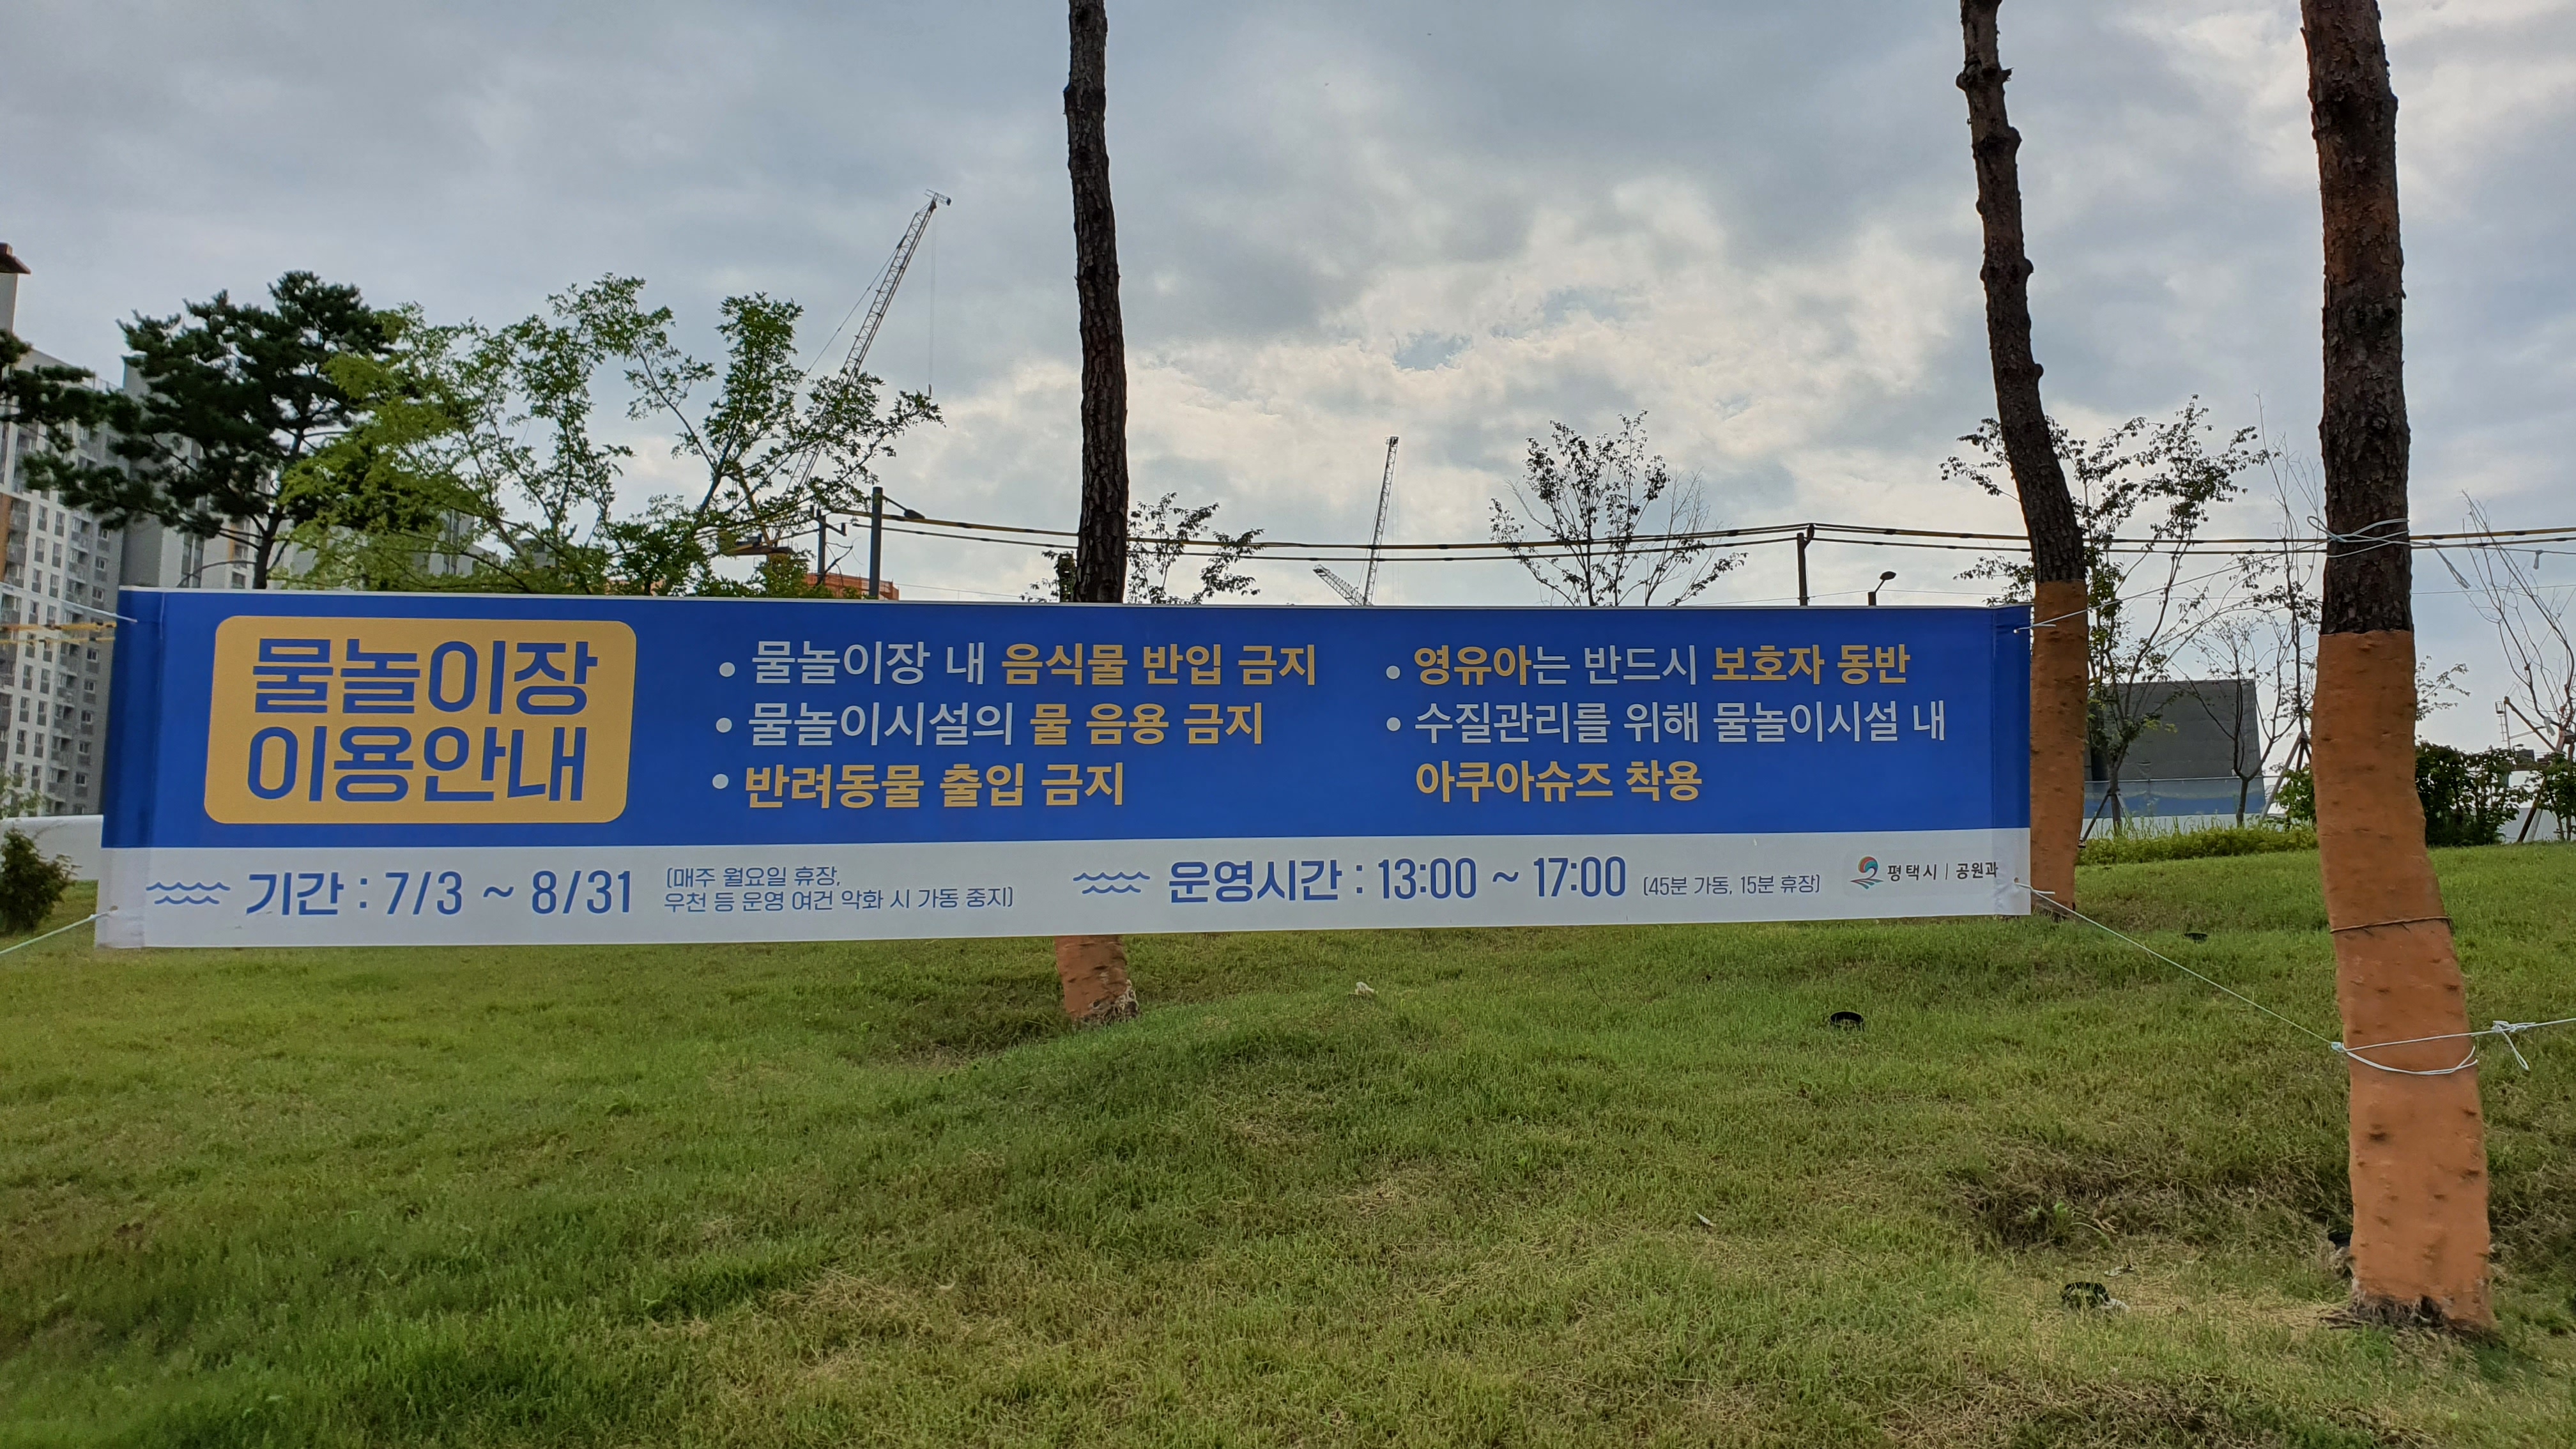 물놀이장
이용안내
• 물놀이장 내 음식물 반입 금지
• 물놀이시설의 물 음용 금지
• 반려동물 출입 금지
• 영유아는 반드시 보호자 동반
• 수질관리를 위해 물놀이시설 내
아쿠아슈즈 착용
기간 : 7/3 ~ 8/31
(매주 월요일 휴장,
우천 등 운영 여건 악화 시 가동 중지)
운영시간 : 13:00 ~ 17:00 (45분 가동, 15분 휴장)
평택시 | 공원과